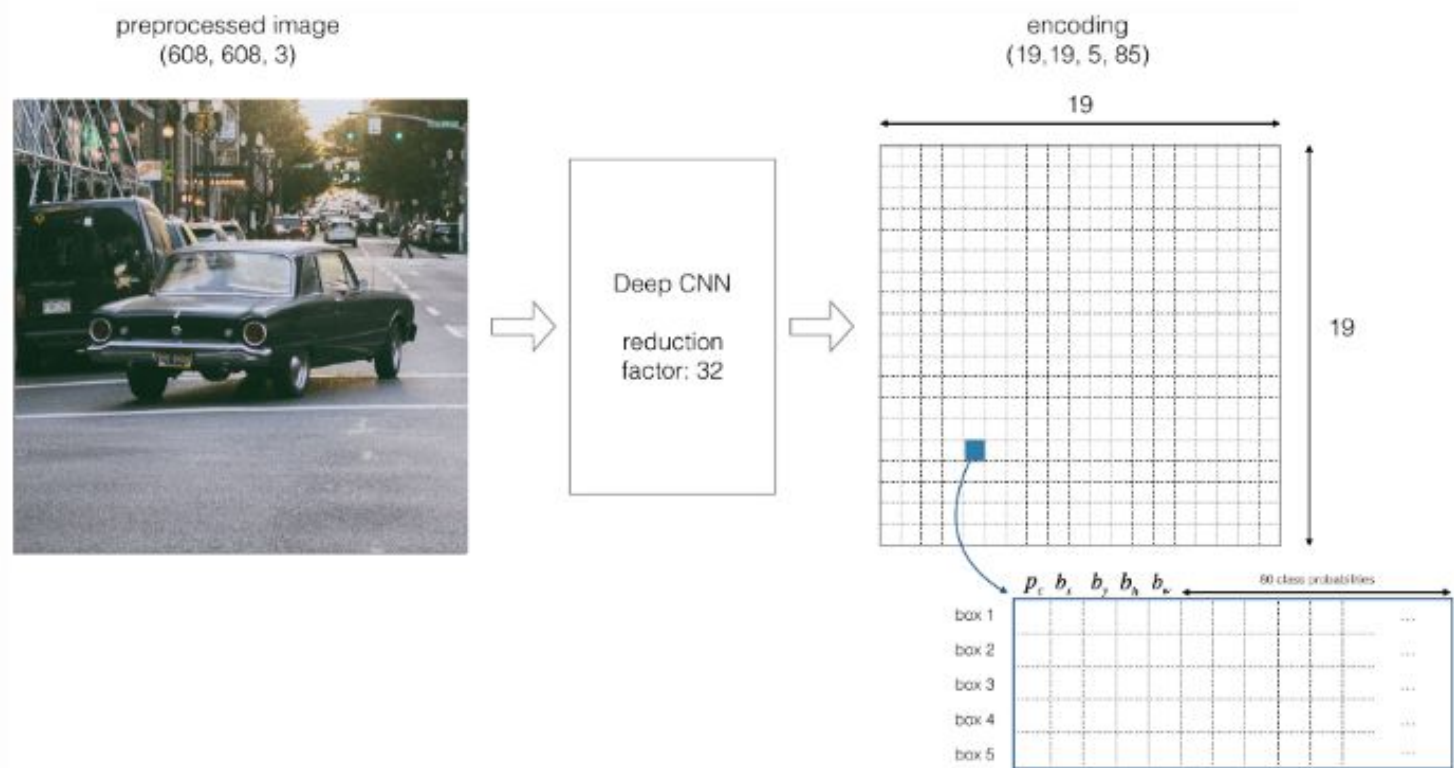 preprocessed image
(608, 608, 3)
encoding
(19,19, 5, 85)
19
Deep CNN
reduction
factor: 32
19
p_c b_x b_y b_h b_w
80 class probabilities
box 1
...
box 2
...
box 3
...
box 4
...
box 5
...